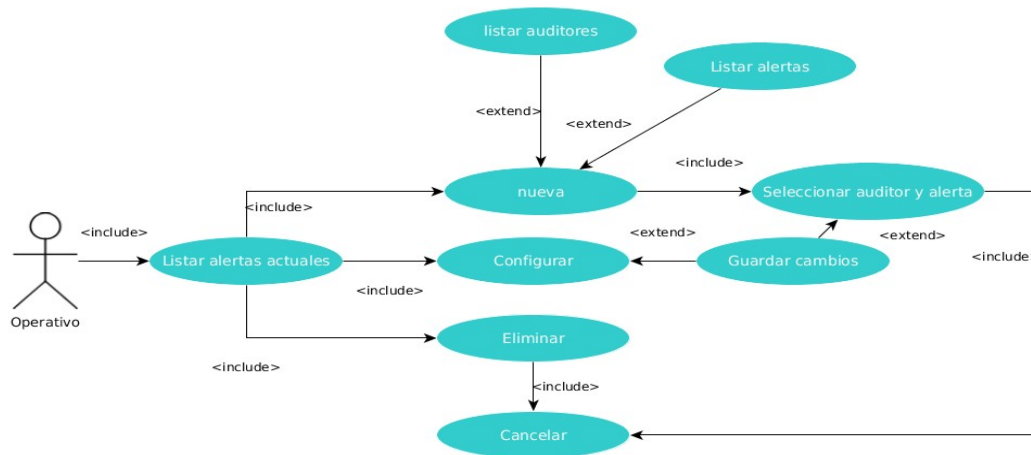 listar auditores
Listar alertas
<extend>
<extend>
<include>
nueva
Seleccionar auditor y alerta
<include>
<include>
<extend>
<extend>
<include>
Listar alertas actuales
Configurar
Guardar cambios
<include>
Operativo
Eliminar
<include>
<include>
Cancelar